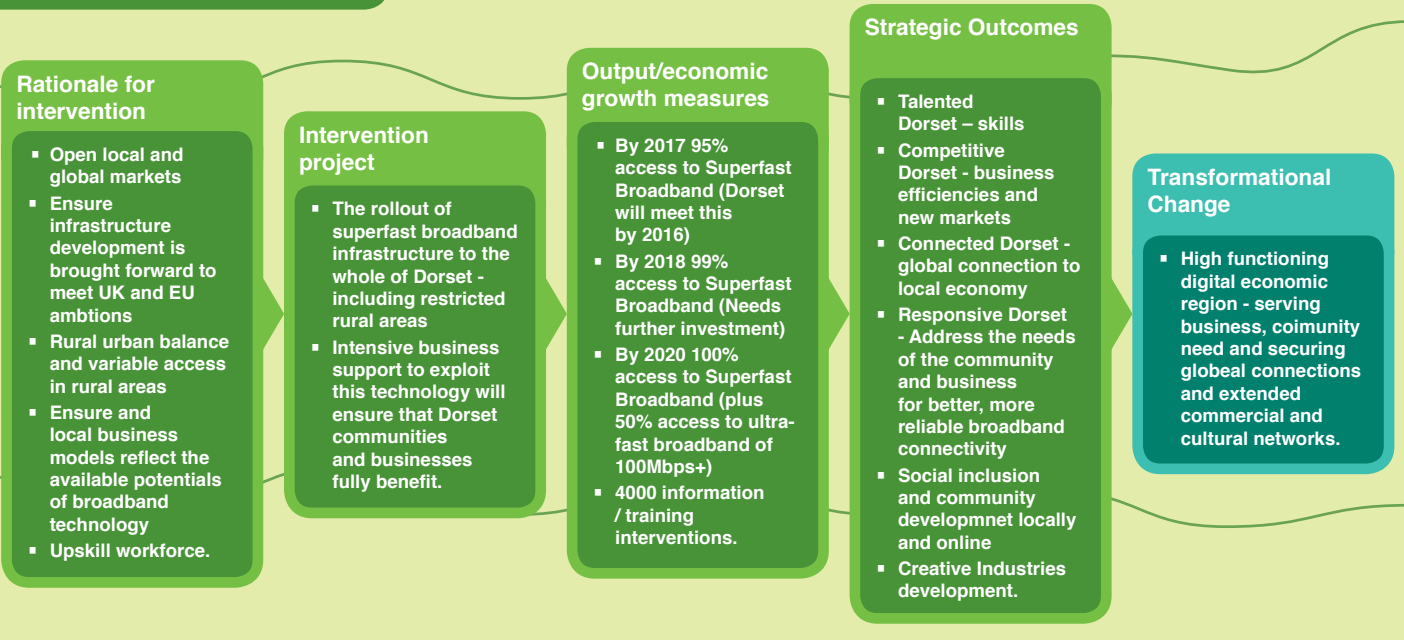 Rationale for
intervention
▪ Open local and
global markets
▪ Ensure
infrastructure
development is
brought forward to
meet UK and EU
ambtions
▪ Rural urban balance
and variable access
in rural areas
▪ Ensure and
local business
models reflect the
available potentials
of broadband
technology
▪ Upskill workforce.
Intervention
project
▪ The rollout of
superfast broadband
infrastructure to the
whole of Dorset -
including restricted
rural areas
▪ Intensive business
support to exploit
this technology will
ensure that Dorset
communities
and businesses
fully benefit.
Output/economic
growth measures
▪ By 2017 95%
access to Superfast
Broadband (Dorset
will meet this
by 2016)
▪ By 2018 99%
access to Superfast
Broadband (Needs
further investment)
▪ By 2020 100%
access to Superfast
Broadband (plus
50% access to ultra-
fast broadband of
100Mbps+)
▪ 4000 information
/ training
interventions.
Strategic Outcomes
▪ Talented
Dorset – skills
▪ Competitive
Dorset - business
efficiencies and
new markets
▪ Connected Dorset -
global connection to
local economy
▪ Responsive Dorset
- Address the needs
of the community
and business
for better, more
reliable broadband
connectivity
▪ Social inclusion
and community
developmnet locally
and online
▪ Creative Industries
development.
Transformational
Change
▪ High functioning
digital economic
region - serving
business, coimunity
need and securing
globeal connections
and extended
commercial and
cultural networks.